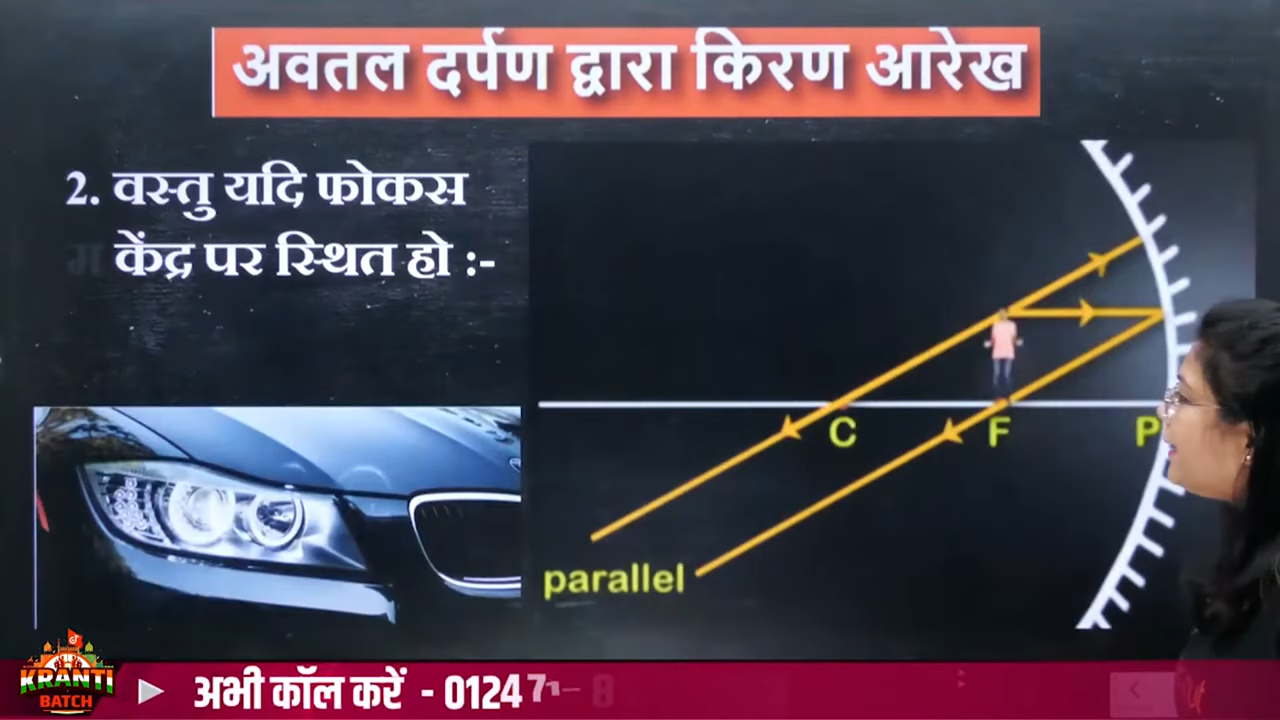 अवतल दर्पण द्वारा किरण आरेख
2. वस्तु यदि फोकस
केंद्र पर स्थित हो :-
C
F
P
parallel
KRANTI
BATCH
अभी कॉल करें - 0124